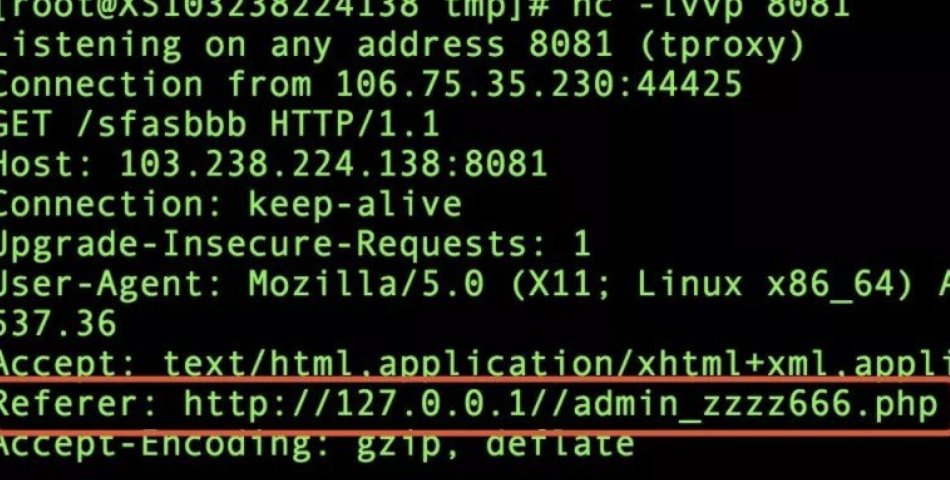 [root@XS103238224138 tmp]# nc -lvvp 8081
Listening on any address 8081 (tproxy)
Connection from 106.75.35.230:44425
GET /sfasbbb HTTP/1.1
Host: 103.238.224.138:8081
Connection: keep-alive
Upgrade-Insecure-Requests: 1
User-Agent: Mozilla/5.0 (X11; Linux x86_64) A
537.36
Accept: text/html,application/xhtml+xml,appli
Referer: http://127.0.0.1//admin_zzzz666.php
Accept-Encoding: gzip, deflate